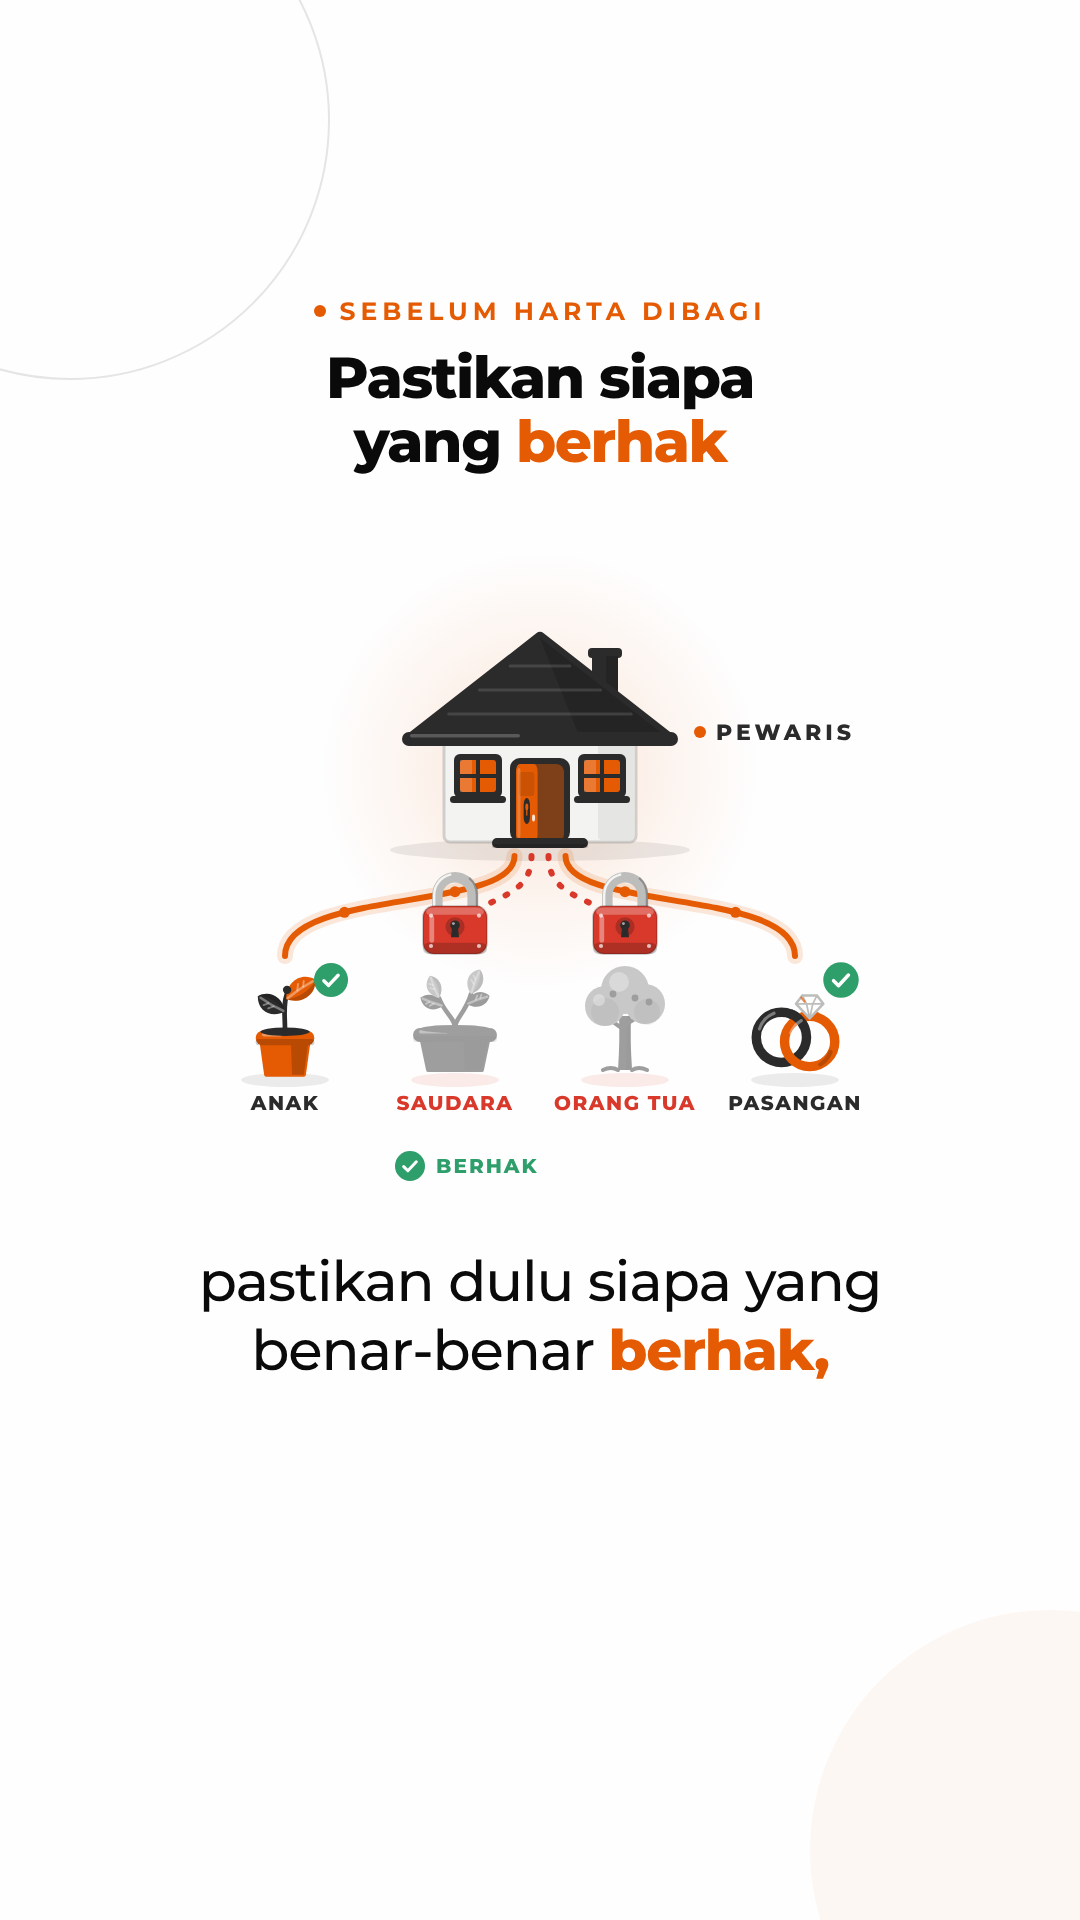 SEBELUM HARTA DIBAGI
Pastikan siapa
yang berhak
PEWARIS
ANAK
SAUDARA
ORANG TUA
PASANGAN
BERHAK
pastikan dulu siapa yang
benar-benar berhak,